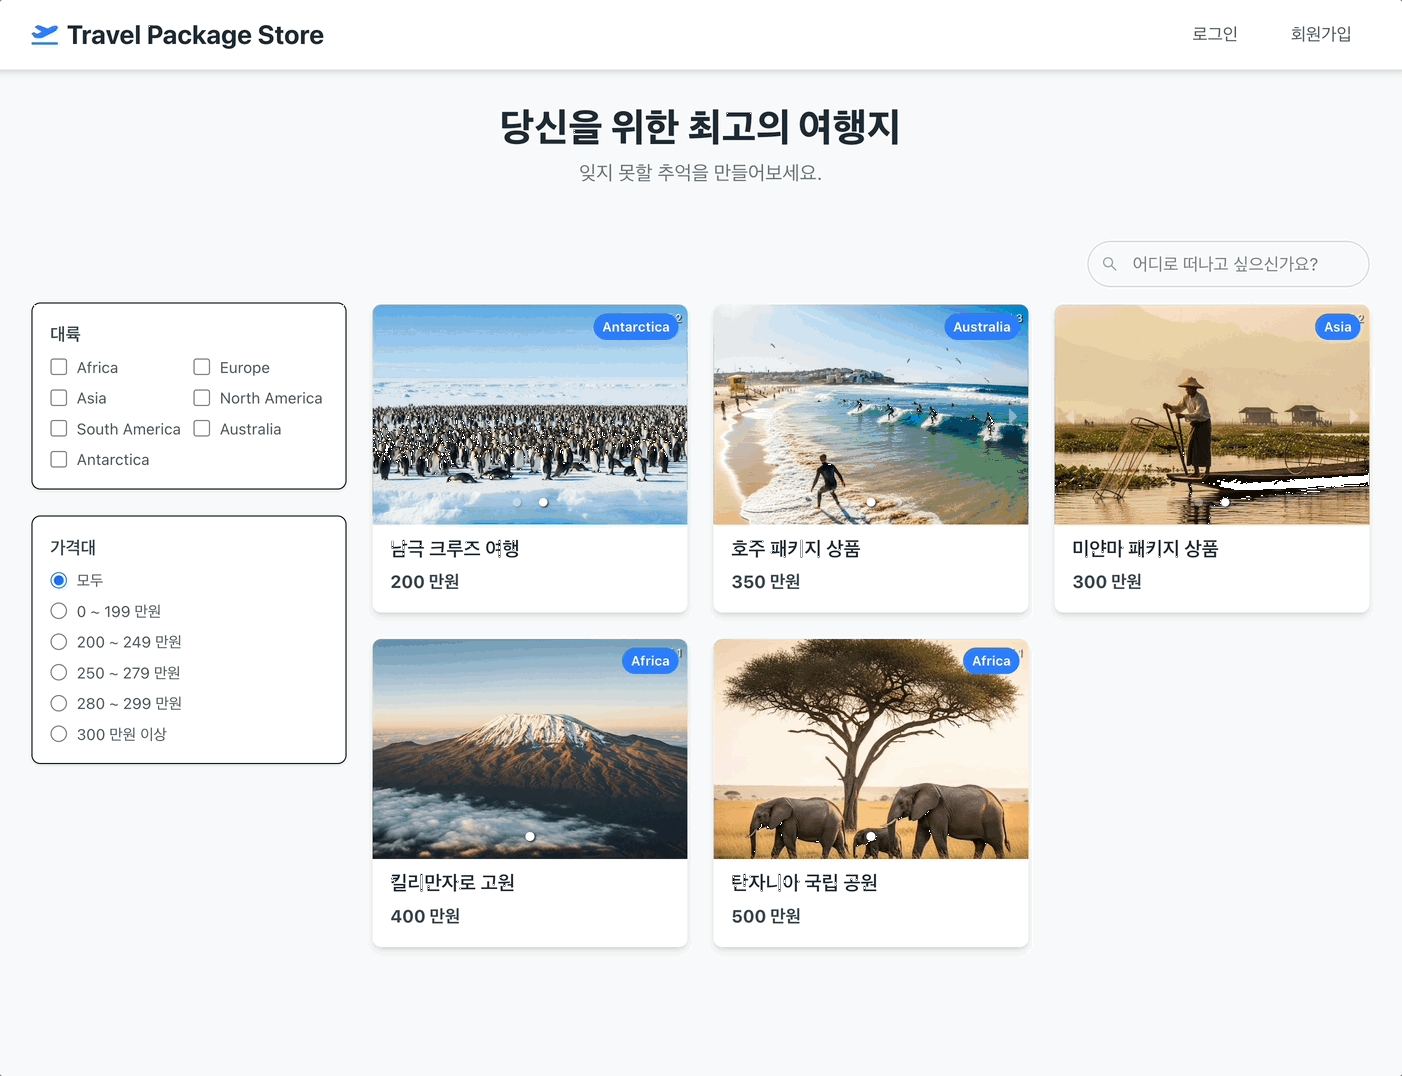 Travel Package Store
로그인
회원가입
당신을 위한 최고의 여행지
잊지 못할 추억을 만들어보세요.
어디로 떠나고 싶으신가요?
대륙
Africa
Europe
Asia
North America
South America
Australia
Antarctica
가격대
모두
0 ~ 199 만원
200 ~ 249 만원
250 ~ 279 만원
280 ~ 299 만원
300 만원 이상
Antarctica
남극 크루즈 여행
200 만원
Australia
호주 패키지 상품
350 만원
Asia
미얀마 패키지 상품
300 만원
Africa
킬리만자로 고원
400 만원
Africa
탄자니아 국립 공원
500 만원